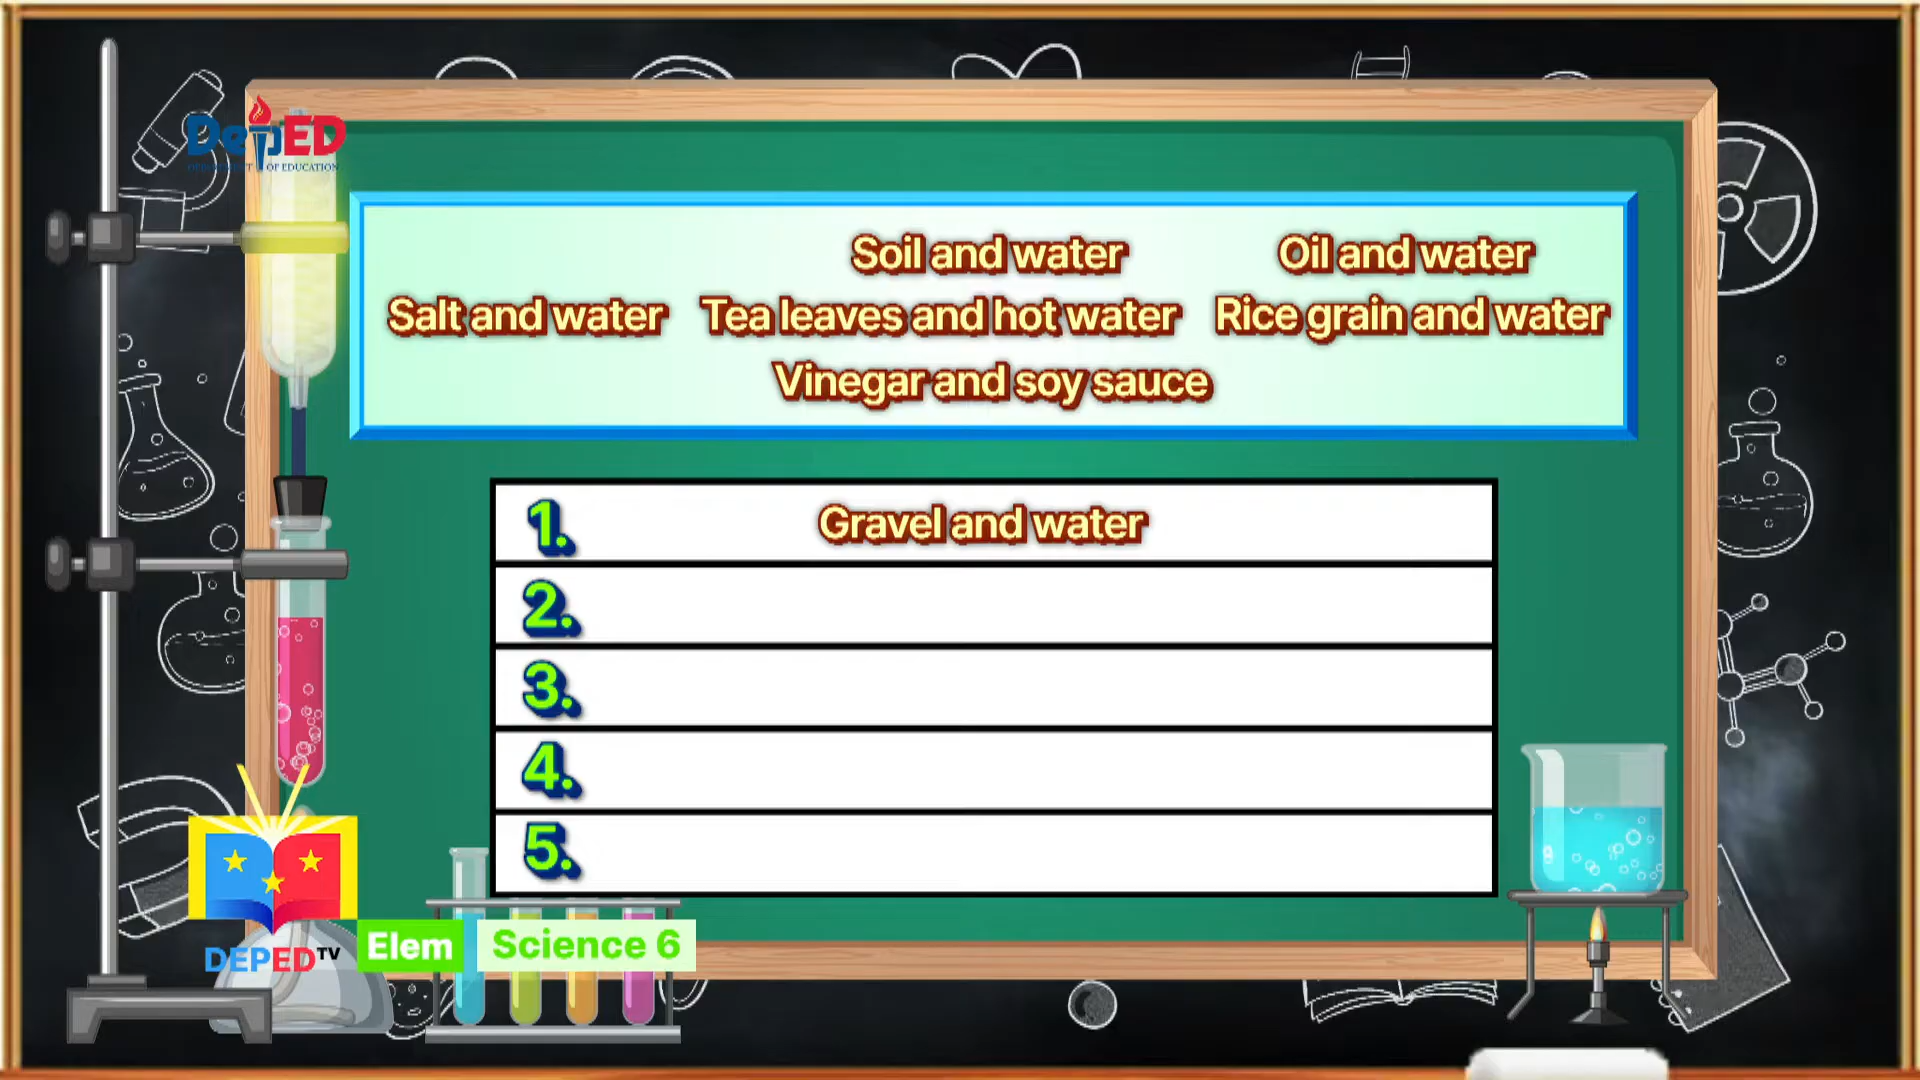 DepED
DEPARTMENT OF EDUCATION
Soil and water
Oil and water
Salt and water
Tea leaves and hot water
Rice grain and water
Vinegar and soy sauce
1. Gravel and water
2.
3.
4.
5.
DEPED TV
Elem
Science 6